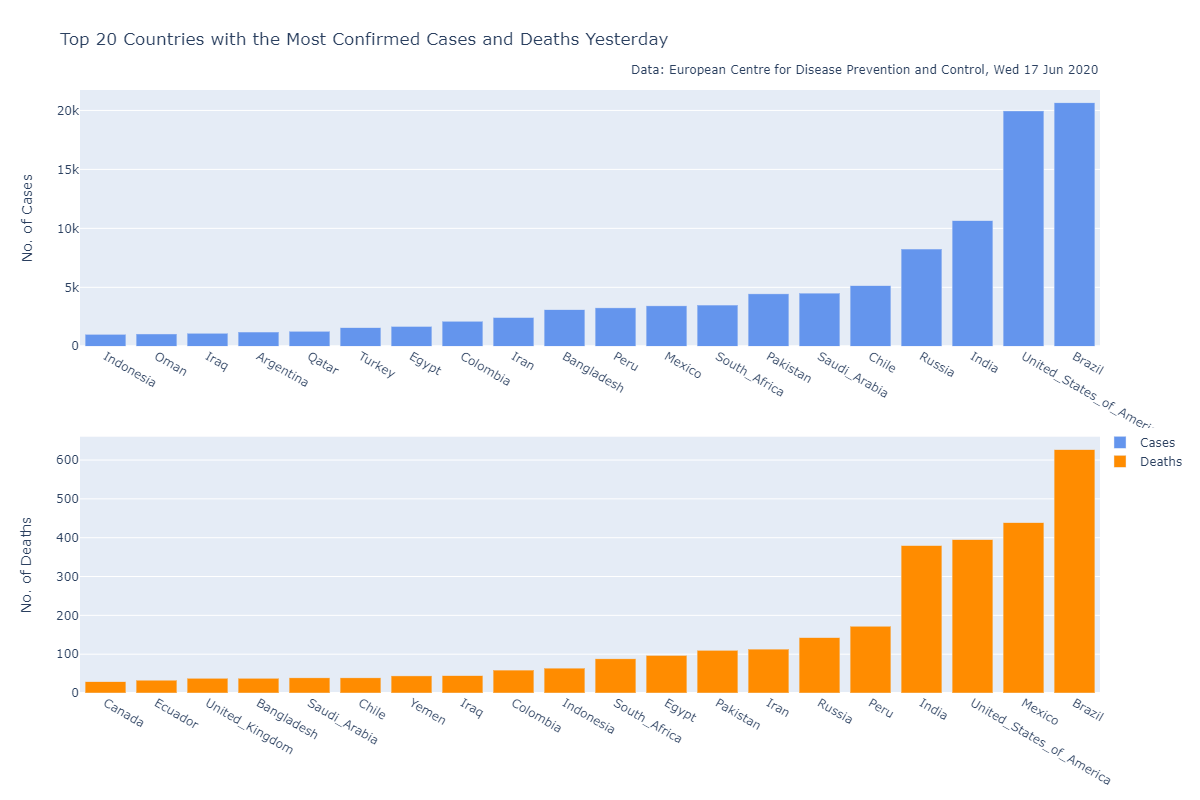 Top 20 Countries with the Most Confirmed Cases and Deaths Yesterday
Data: European Centre for Disease Prevention and Control, Wed 17 Jun 2020
No. of Cases
20k
15k
10k
5k
0
Indonesia
Oman
Iraq
Argentina
Qatar
Turkey
Egypt
Colombia
Iran
Bangladesh
Peru
Mexico
South_Africa
Pakistan
Saudi_Arabia
Chile
Russia
India
United_States_of_Ameri
Brazil
Cases
Deaths
No. of Deaths
600
500
400
300
200
100
0
Canada
Ecuador
United_Kingdom
Bangladesh
Saudi_Arabia
Chile
Yemen
Iraq
Colombia
Indonesia
South_Africa
Egypt
Pakistan
Iran
Russia
Peru
India
United_States_of_America
Mexico
Brazil